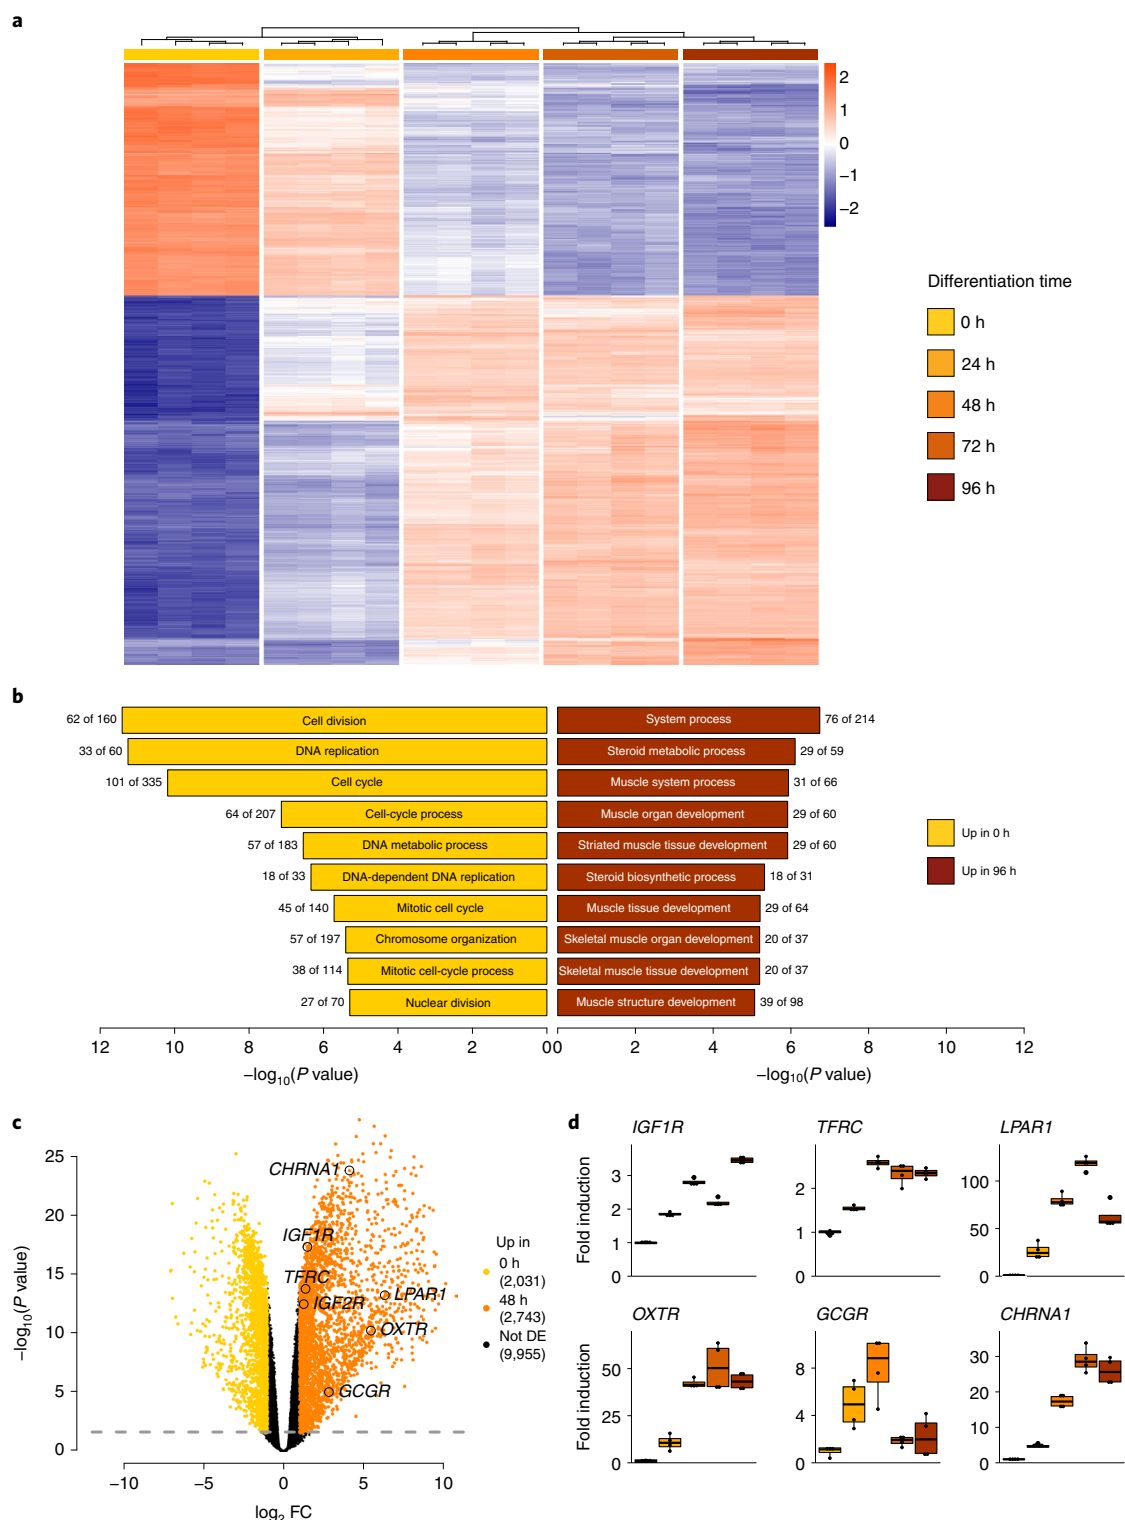 a
2
1
0
−1
−2
Differentiation time
0 h
24 h
48 h
72 h
96 h
b
62 of 160 Cell division System process 76 of 214
33 of 60 DNA replication Steroid metabolic process 29 of 59
101 of 335 Cell cycle Muscle system process 31 of 66
64 of 207 Cell-cycle process Muscle organ development 29 of 60
57 of 183 DNA metabolic process Striated muscle tissue development 29 of 60
18 of 33 DNA-dependent DNA replication Steroid biosynthetic process 18 of 31
45 of 140 Mitotic cell cycle Muscle tissue development 29 of 64
57 of 197 Chromosome organization Skeletal muscle organ development 20 of 37
38 of 114 Mitotic cell-cycle process Skeletal muscle tissue development 20 of 37
27 of 70 Nuclear division Muscle structure development 39 of 98
Up in 0 h
Up in 96 h
12 10 8 6 4 2 0 0 2 4 6 8 10 12
−log10(P value) −log10(P value)
c
25
20
15
10
5
0
−log10(P value)
CHRNA1
IGF1R
TFRC
IGF2R
LPAR1
OXTR
GCGR
Up in
0 h
(2,031)
48 h
(2,743)
Not DE
(9,955)
−10 −5 0 5 10
log2 FC
d
IGF1R TFRC LPAR1
Fold induction
3
2
1
0
2
1
0
100
50
0
OXTR GCGR CHRNA1
Fold induction
50
25
0
8
4
0
30
20
10
0